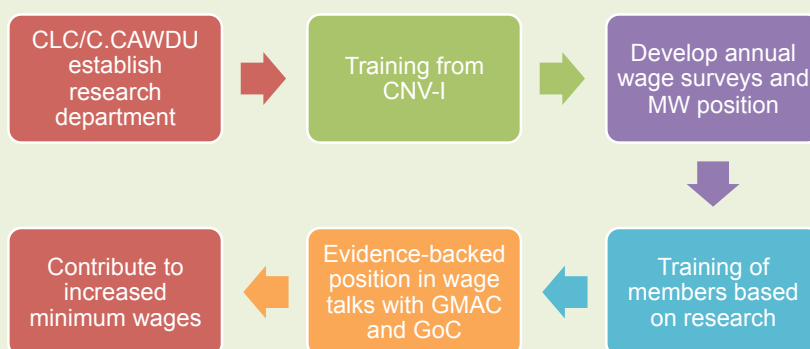 CLC/C.CAWDU
establish
research
department
Training from
CNV-I
Develop annual
wage surveys and
MW position
Training of
members based
on research
Evidence-backed
position in wage
talks with GMAC
and GoC
Contribute to
increased
minimum wages